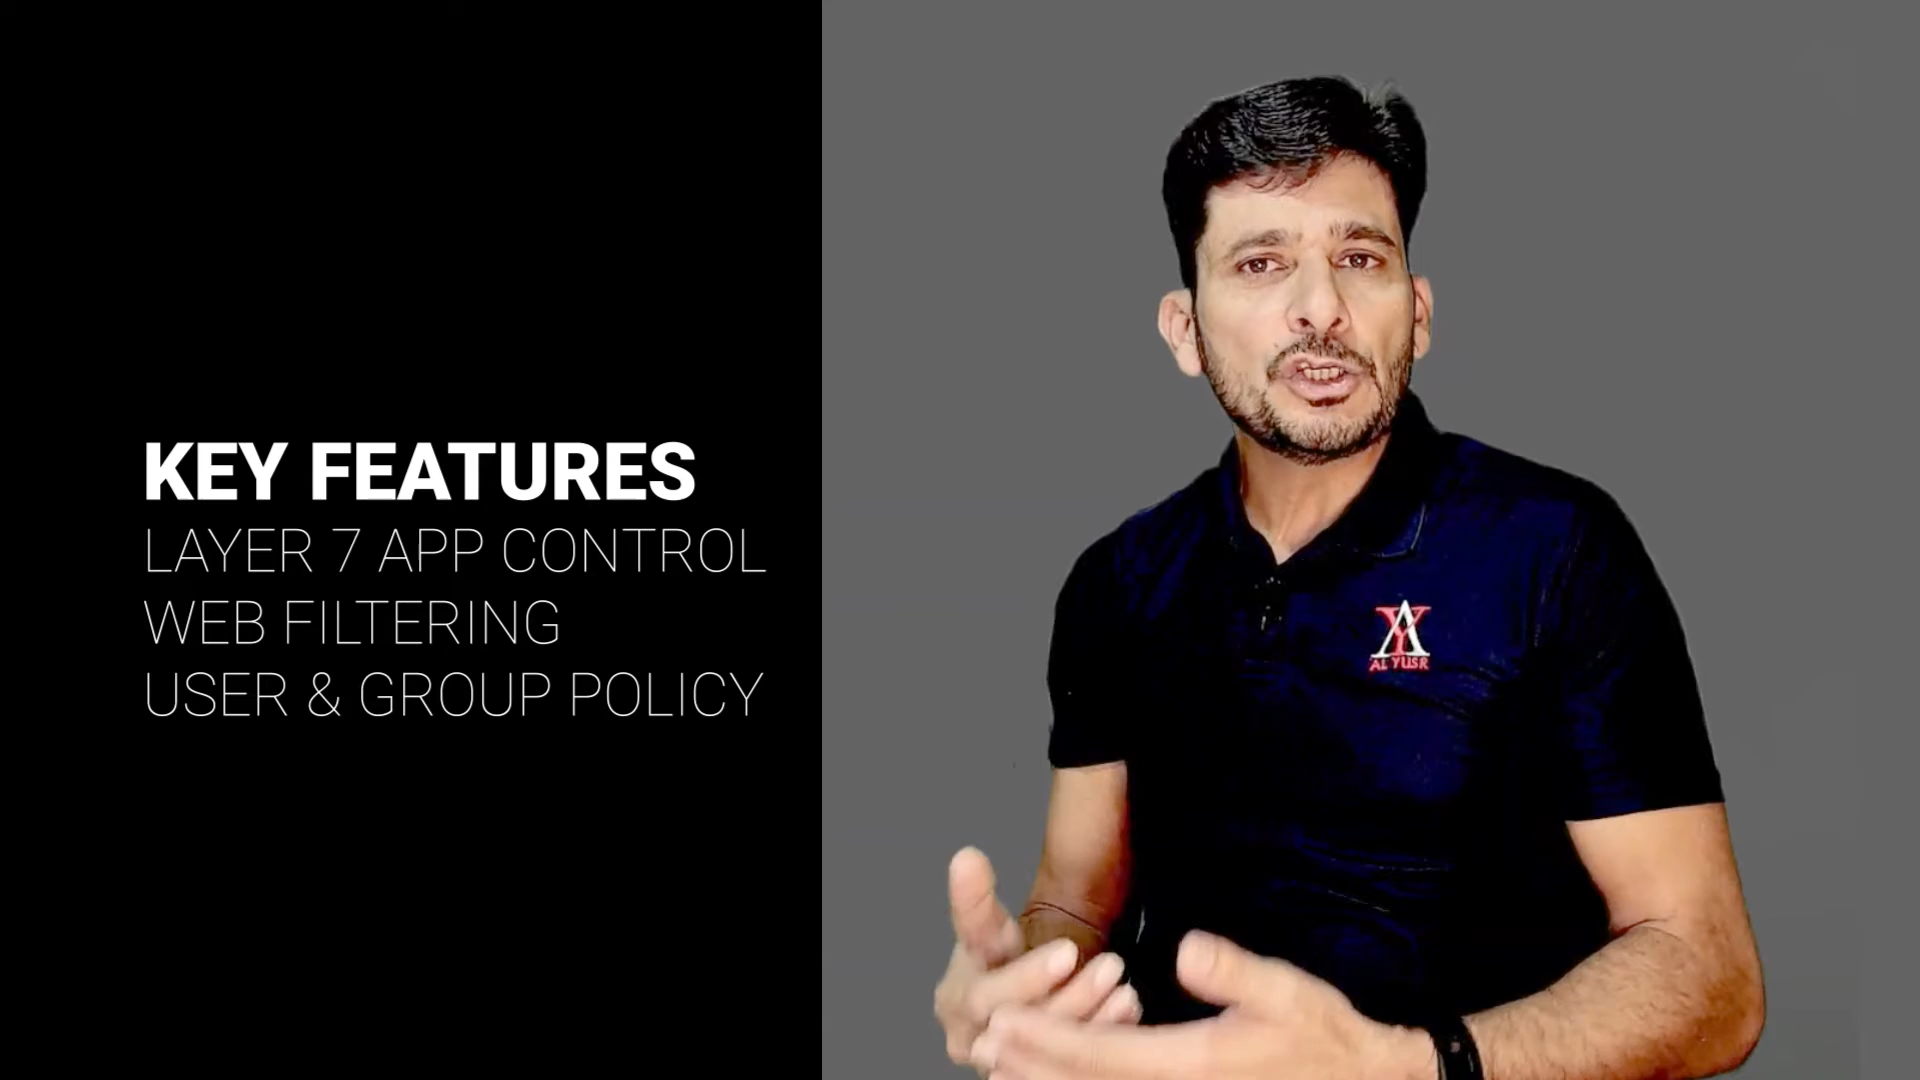 KEY FEATURES
LAYER 7 APP CONTROL
WEB FILTERING
USER & GROUP POLICY
AL YUSR